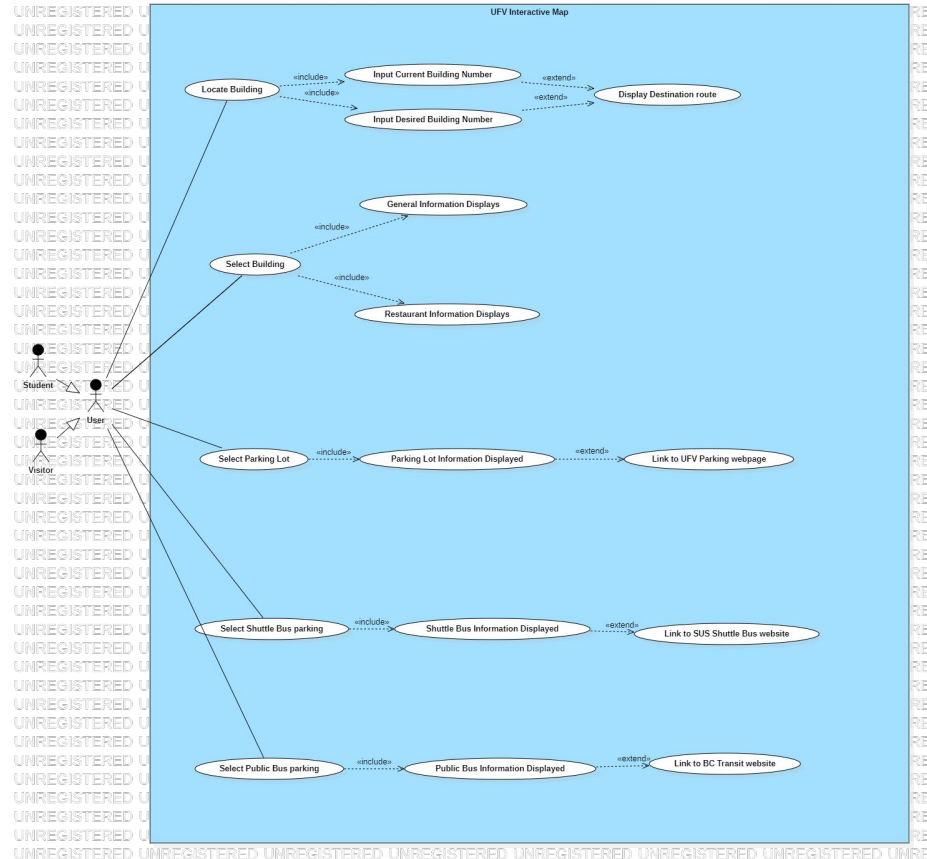 UFV Interactive Map
«include»
Input Current Building Number
«extend»
Locate Building
«include»
Display Destination route
«extend»
Input Desired Building Number
General Information Displays
«include»
Select Building
«include»
Restaurant Information Displays
Student
User
Visitor
Select Parking Lot
«include»
Parking Lot Information Displayed
«extend»
Link to UFV Parking webpage
Select Shuttle Bus parking
«include»
Shuttle Bus Information Displayed
«extend»
Link to SUS Shuttle Bus website
Select Public Bus parking
«include»
Public Bus Information Displayed
«extend»
Link to BC Transit website
UNREGISTERED UNREGISTERED UNREGISTERED UNREGISTERED UNREGISTERED UNREGISTERED UNREGISTERED UNRE